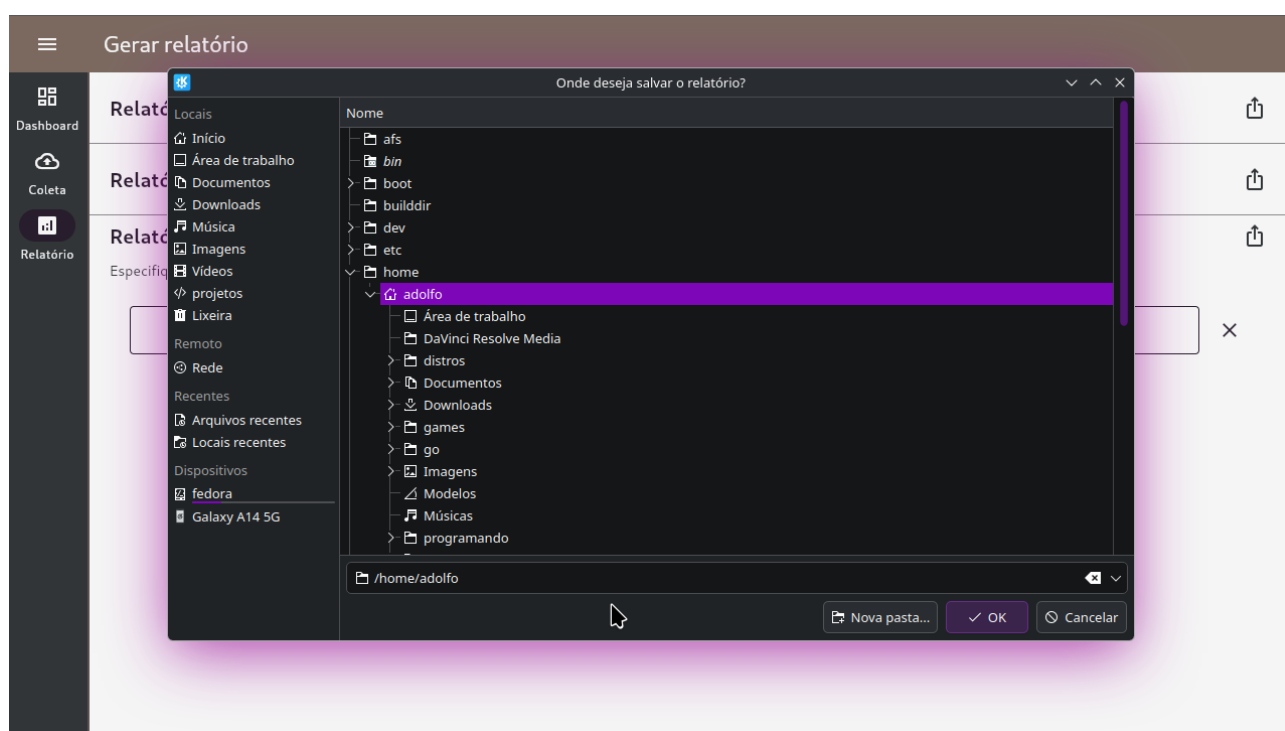 Gerar relatório
Dashboard
Coleta
Relatório
Relató
Relató
Relató
Especifiq
Onde deseja salvar o relatório?
Locais
Início
Área de trabalho
Documentos
Downloads
Música
Imagens
Vídeos
projetos
Lixeira
Remoto
Rede
Recentes
Arquivos recentes
Locais recentes
Dispositivos
fedora
Galaxy A14 5G
Nome
afs
bin
boot
builddir
dev
etc
home
adolfo
Área de trabalho
DaVinci Resolve Media
distros
Documentos
Downloads
games
go
Imagens
Modelos
Músicas
programando
/home/adolfo
Nova pasta... OK Cancelar